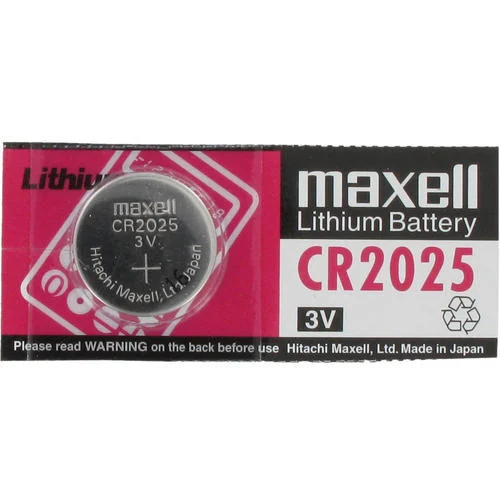 Lithium
maxell
CR2025
3V
+
Hitachi Maxell, Ltd. Japan
maxell
Lithium Battery
CR2025
3V
Please read WARNING on the back before use
Hitachi Maxell, Ltd. Made in Japan